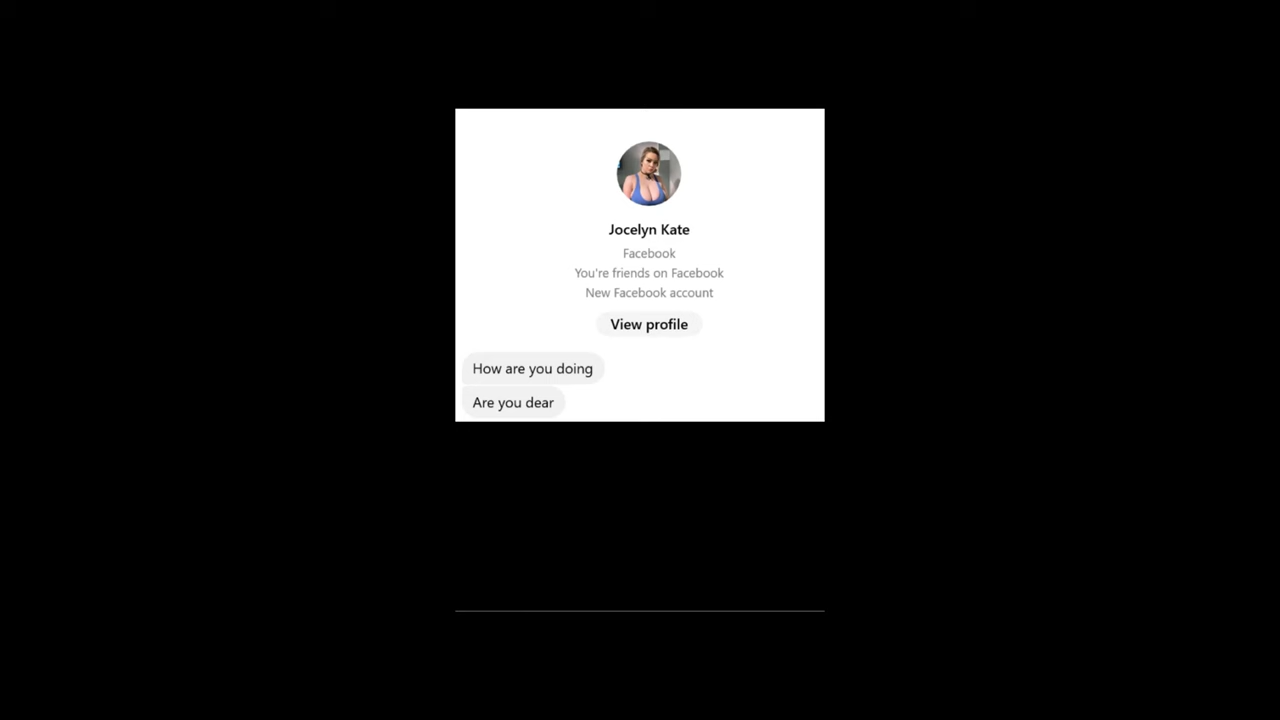 Jocelyn Kate
Facebook
You're friends on Facebook
New Facebook account
View profile
How are you doing
Are you dear